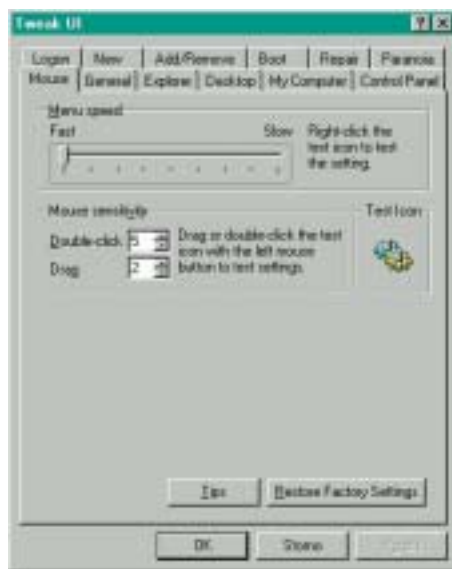 Tweak UI
Logon New Add/Remove Boot Repair Paranoia
Mouse General Explorer Desktop My Computer Control Panel
Menu speed
Fast Slow
Right-click the
test icon to test
the setting.
Mouse sensitivity
Double-click 5
Drag 2
Drag or double-click the test
icon with the left mouse
button to test settings.
Test Icon
Tips Restore Factory Settings
OK Storno